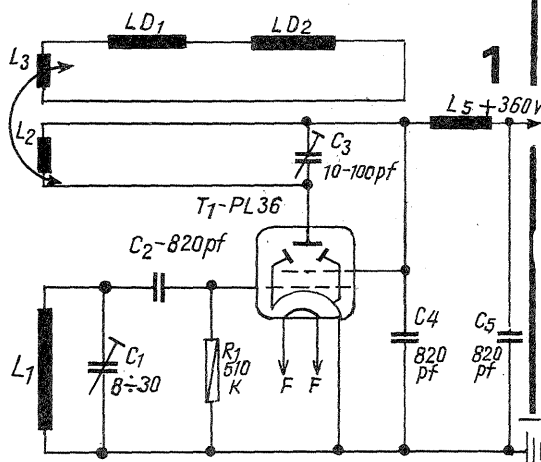 LD1 LD2
L3
1
L5 +360V
L2
C3
10-100pf
T1-PL36
C2-820pf
L1
C1
8÷30
R1
510
K
F F
C4
820
pf
C5
820
pf